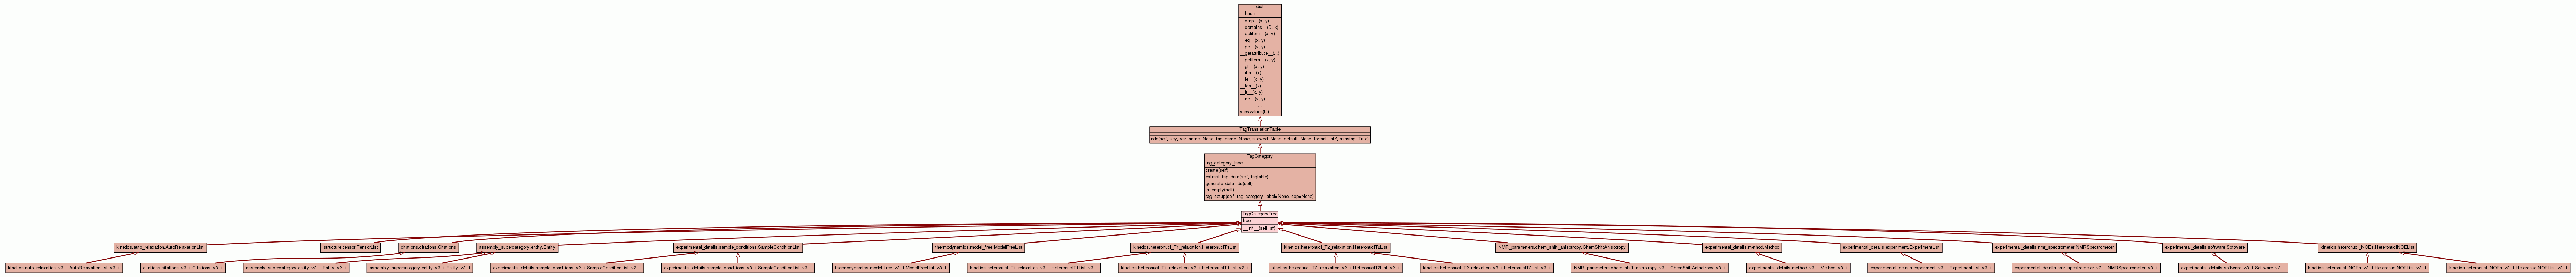 dict
__hash__
__cmp__(x, y)
__contains__(D, k)
__delitem__(x, y)
__eq__(x, y)
__ge__(x, y)
__getattribute__(...)
__getitem__(x, y)
__gt__(x, y)
__iter__(x)
__le__(x, y)
__len__(x)
__lt__(x, y)
__ne__(x, y)
...
viewvalues(D)
TagTranslationTable
add(self, key, var_name=None, tag_name=None, allowed=None, default=None, format='str', missing=True)
TagCategory
tag_category_label
create(self)
extract_tag_data(self, tagtable)
generate_data_ids(self)
is_empty(self)
tag_setup(self, tag_category_label=None, sep=None)
TagCategoryFree
free
__init__(self, sf)
kinetics.auto_relaxation.AutoRelaxationList
structure.tensor.TensorList
citations.citations.Citations
assembly_supercategory.entity.Entity
experimental_details.sample_conditions.SampleConditionList
thermodynamics.model_free.ModelFreeList
kinetics.heteronucl_T1_relaxation.HeteronuclT1List
kinetics.heteronucl_T2_relaxation.HeteronuclT2List
NMR_parameters.chem_shift_anisotropy.ChemShiftAnisotropy
experimental_details.method.Method
experimental_details.experiment.ExperimentList
experimental_details.nmr_spectrometer.NMRSpectrometer
experimental_details.software.Software
kinetics.heteronucl_NOEs.HeteronuclNOEList
kinetics.auto_relaxation_v3_1.AutoRelaxationList_v3_1
citations.citations_v3_1.Citations_v3_1
assembly_supercategory.entity_v2_1.Entity_v2_1
assembly_supercategory.entity_v3_1.Entity_v3_1
experimental_details.sample_conditions_v2_1.SampleConditionList_v2_1
experimental_details.sample_conditions_v3_1.SampleConditionList_v3_1
thermodynamics.model_free_v3_1.ModelFreeList_v3_1
kinetics.heteronucl_T1_relaxation_v3_1.HeteronuclT1List_v3_1
kinetics.heteronucl_T1_relaxation_v2_1.HeteronuclT1List_v2_1
kinetics.heteronucl_T2_relaxation_v2_1.HeteronuclT2List_v2_1
kinetics.heteronucl_T2_relaxation_v3_1.HeteronuclT2List_v3_1
NMR_parameters.chem_shift_anisotropy_v3_1.ChemShiftAnisotropy_v3_1
experimental_details.method_v3_1.Method_v3_1
experimental_details.experiment_v3_1.ExperimentList_v3_1
experimental_details.nmr_spectrometer_v3_1.NMRSpectrometer_v3_1
experimental_details.software_v3_1.Software_v3_1
kinetics.heteronucl_NOEs_v3_1.HeteronuclNOEList_v3_1
kinetics.heteronucl_NOEs_v2_1.HeteronuclNOEList_v2_1